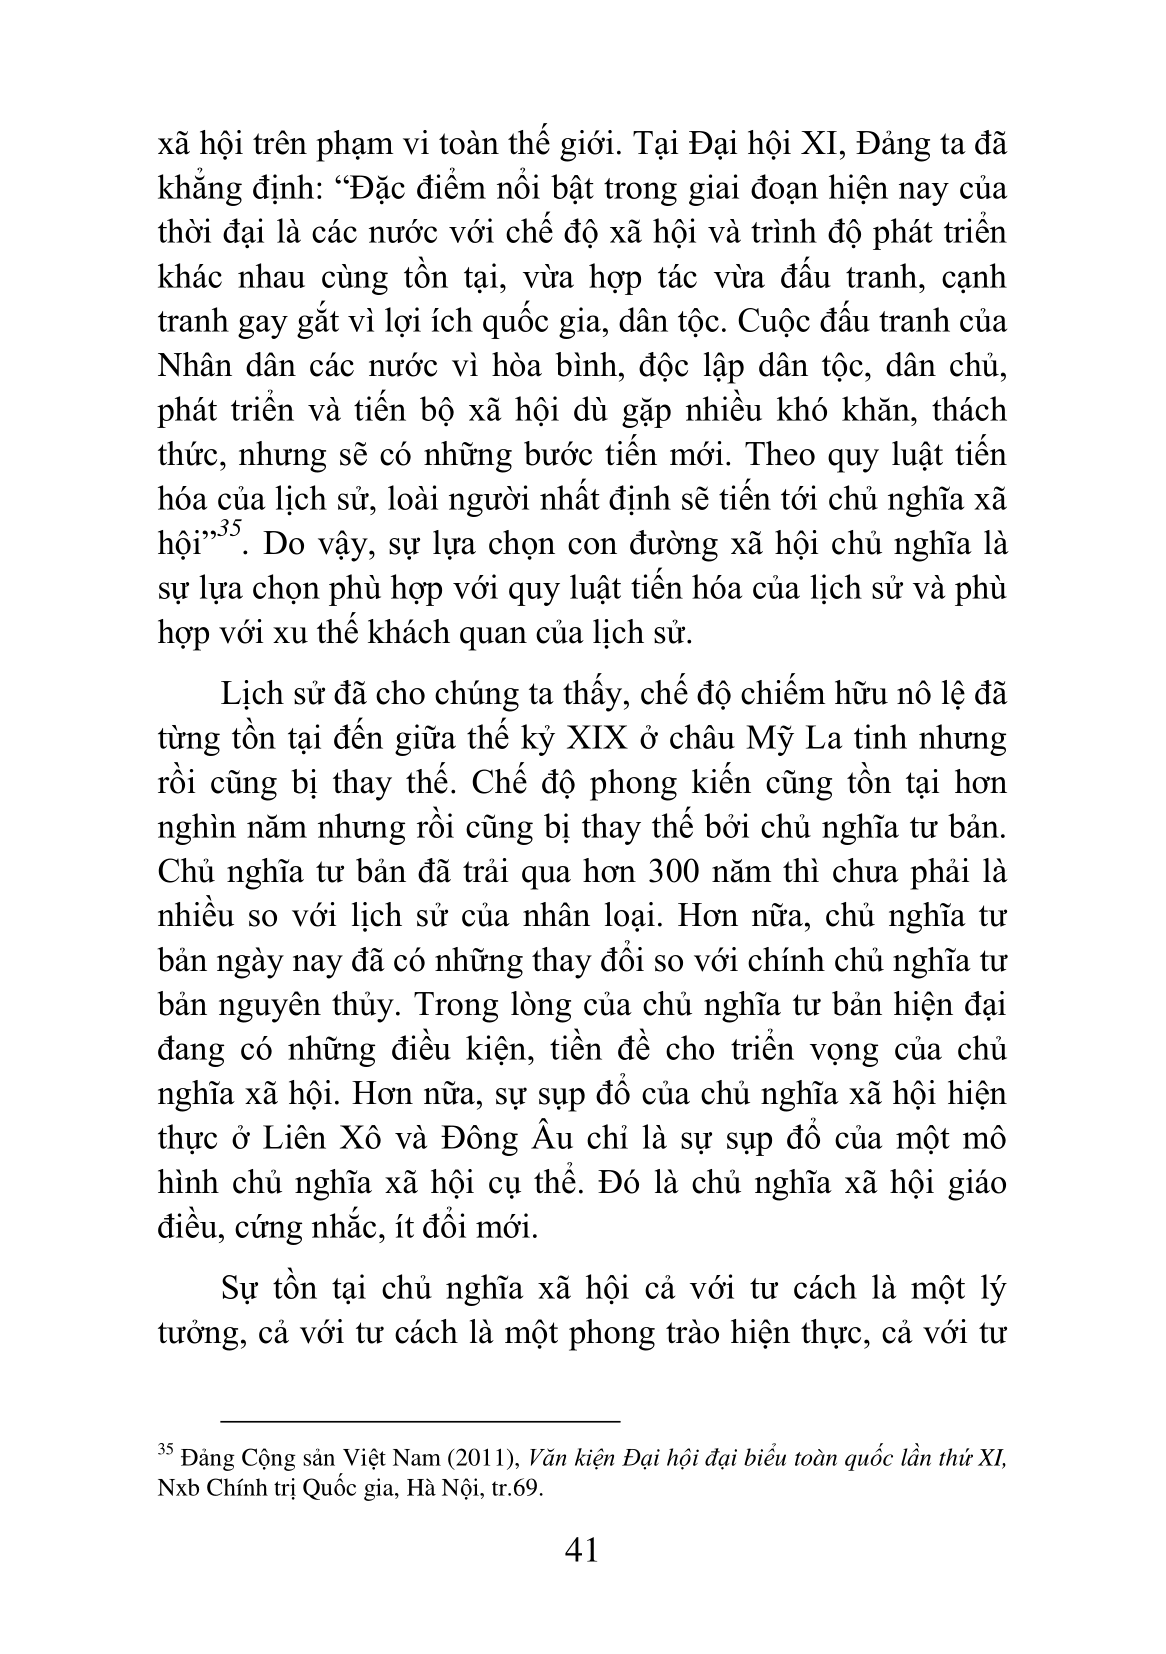 xã hội trên phạm vi toàn thế giới. Tại Đại hội XI, Đảng ta đã
khẳng định: “Đặc điểm nổi bật trong giai đoạn hiện nay của
thời đại là các nước với chế độ xã hội và trình độ phát triển
khác nhau cùng tồn tại, vừa hợp tác vừa đấu tranh, cạnh
tranh gay gắt vì lợi ích quốc gia, dân tộc. Cuộc đấu tranh của
Nhân dân các nước vì hòa bình, độc lập dân tộc, dân chủ,
phát triển và tiến bộ xã hội dù gặp nhiều khó khăn, thách
thức, nhưng sẽ có những bước tiến mới. Theo quy luật tiến
hóa của lịch sử, loài người nhất định sẽ tiến tới chủ nghĩa xã
hội”35. Do vậy, sự lựa chọn con đường xã hội chủ nghĩa là
sự lựa chọn phù hợp với quy luật tiến hóa của lịch sử và phù
hợp với xu thế khách quan của lịch sử.
Lịch sử đã cho chúng ta thấy, chế độ chiếm hữu nô lệ đã
từng tồn tại đến giữa thế kỷ XIX ở châu Mỹ La tinh nhưng
rồi cũng bị thay thế. Chế độ phong kiến cũng tồn tại hơn
nghìn năm nhưng rồi cũng bị thay thế bởi chủ nghĩa tư bản.
Chủ nghĩa tư bản đã trải qua hơn 300 năm thì chưa phải là
nhiều so với lịch sử của nhân loại. Hơn nữa, chủ nghĩa tư
bản ngày nay đã có những thay đổi so với chính chủ nghĩa tư
bản nguyên thủy. Trong lòng của chủ nghĩa tư bản hiện đại
đang có những điều kiện, tiền đề cho triển vọng của chủ
nghĩa xã hội. Hơn nữa, sự sụp đổ của chủ nghĩa xã hội hiện
thực ở Liên Xô và Đông Âu chỉ là sự sụp đổ của một mô
hình chủ nghĩa xã hội cụ thể. Đó là chủ nghĩa xã hội giáo
điều, cứng nhắc, ít đổi mới.
Sự tồn tại chủ nghĩa xã hội cả với tư cách là một lý
tưởng, cả với tư cách là một phong trào hiện thực, cả với tư
35 Đảng Cộng sản Việt Nam (2011), Văn kiện Đại hội đại biểu toàn quốc lần thứ XI,
Nxb Chính trị Quốc gia, Hà Nội, tr.69.
41